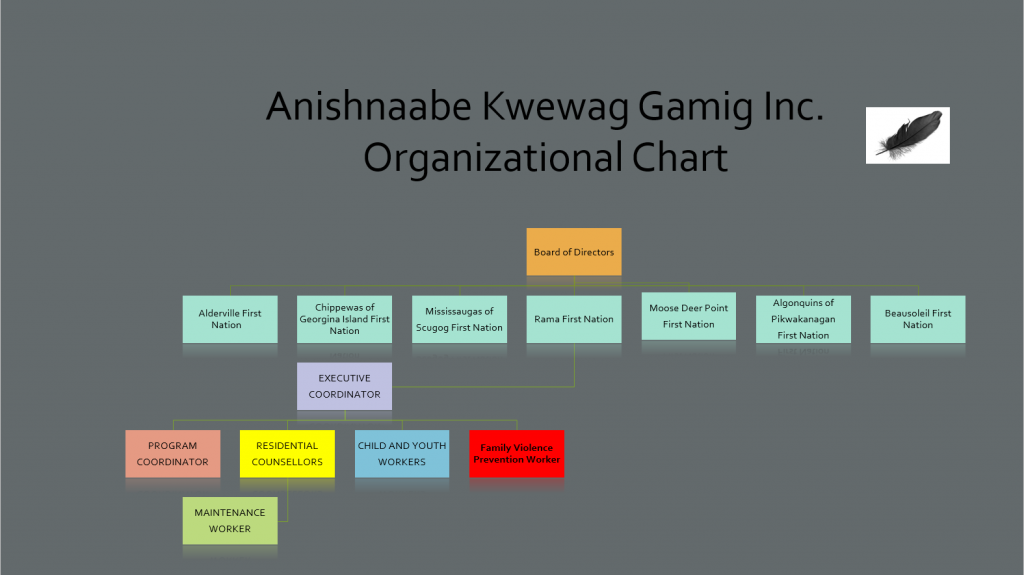 Anishnaabe Kwewag Gamig Inc.
Organizational Chart
Board of Directors
Alderville First
Nation
Chippewas of
Georgina Island First
Nation
Mississaugas of
Scugog First Nation
Rama First Nation
Moose Deer Point
First Nation
Algonquins of
Pikwakanagan
First Nation
Beausoleil First
Nation
EXECUTIVE
COORDINATOR
PROGRAM
COORDINATOR
RESIDENTIAL
COUNSELLORS
CHILD AND YOUTH
WORKERS
Family Violence
Prevention Worker
MAINTENANCE
WORKER